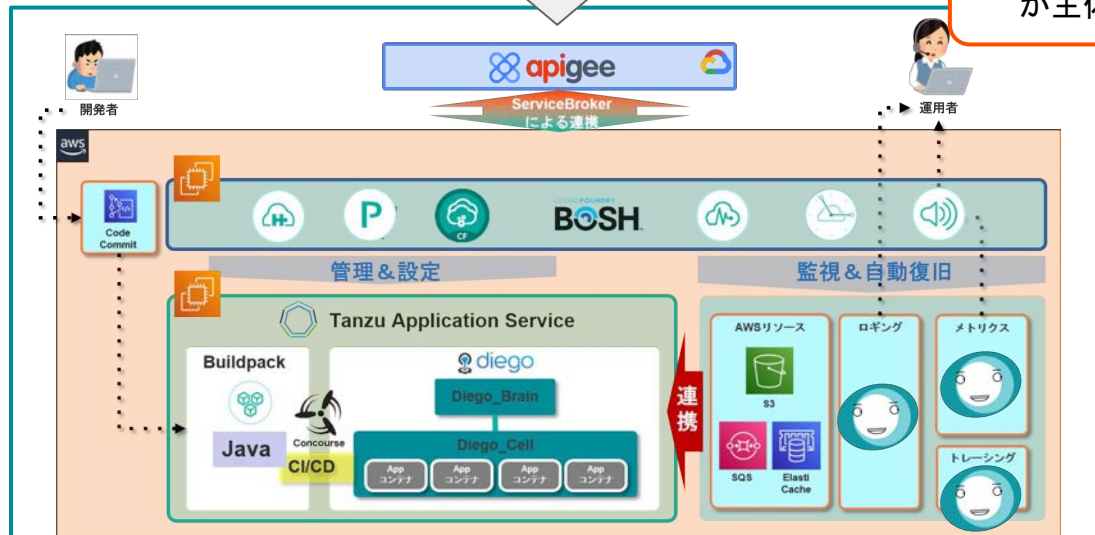 が主体
apigee
開発者
運用者
ServiceBroker
による連携
aws
Code
Commit
P
CF
CLOUD FOUNDRY
BOSH
管理&設定
監視&自動復旧
Tanzu Application Service
Buildpack
Java
Concourse
CI/CD
diego
Diego_Brain
Diego_Cell
App
コンテナ
App
コンテナ
App
コンテナ
App
コンテナ
連
携
AWSリソース
S3
SQS
Elasti
Cache
ロギング
メトリクス
トレーシング